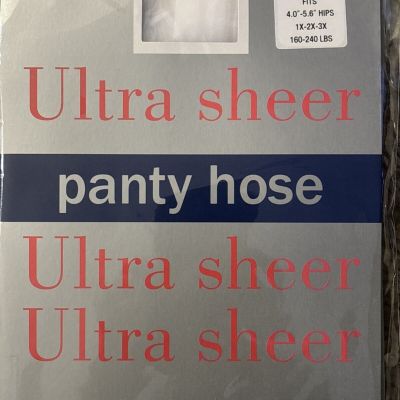 FITS
4.0"-5.6" HIPS
1X-2X-3X
160-240 LBS
Ultra sheer
panty hose
Ultra sheer
Ultra sheer